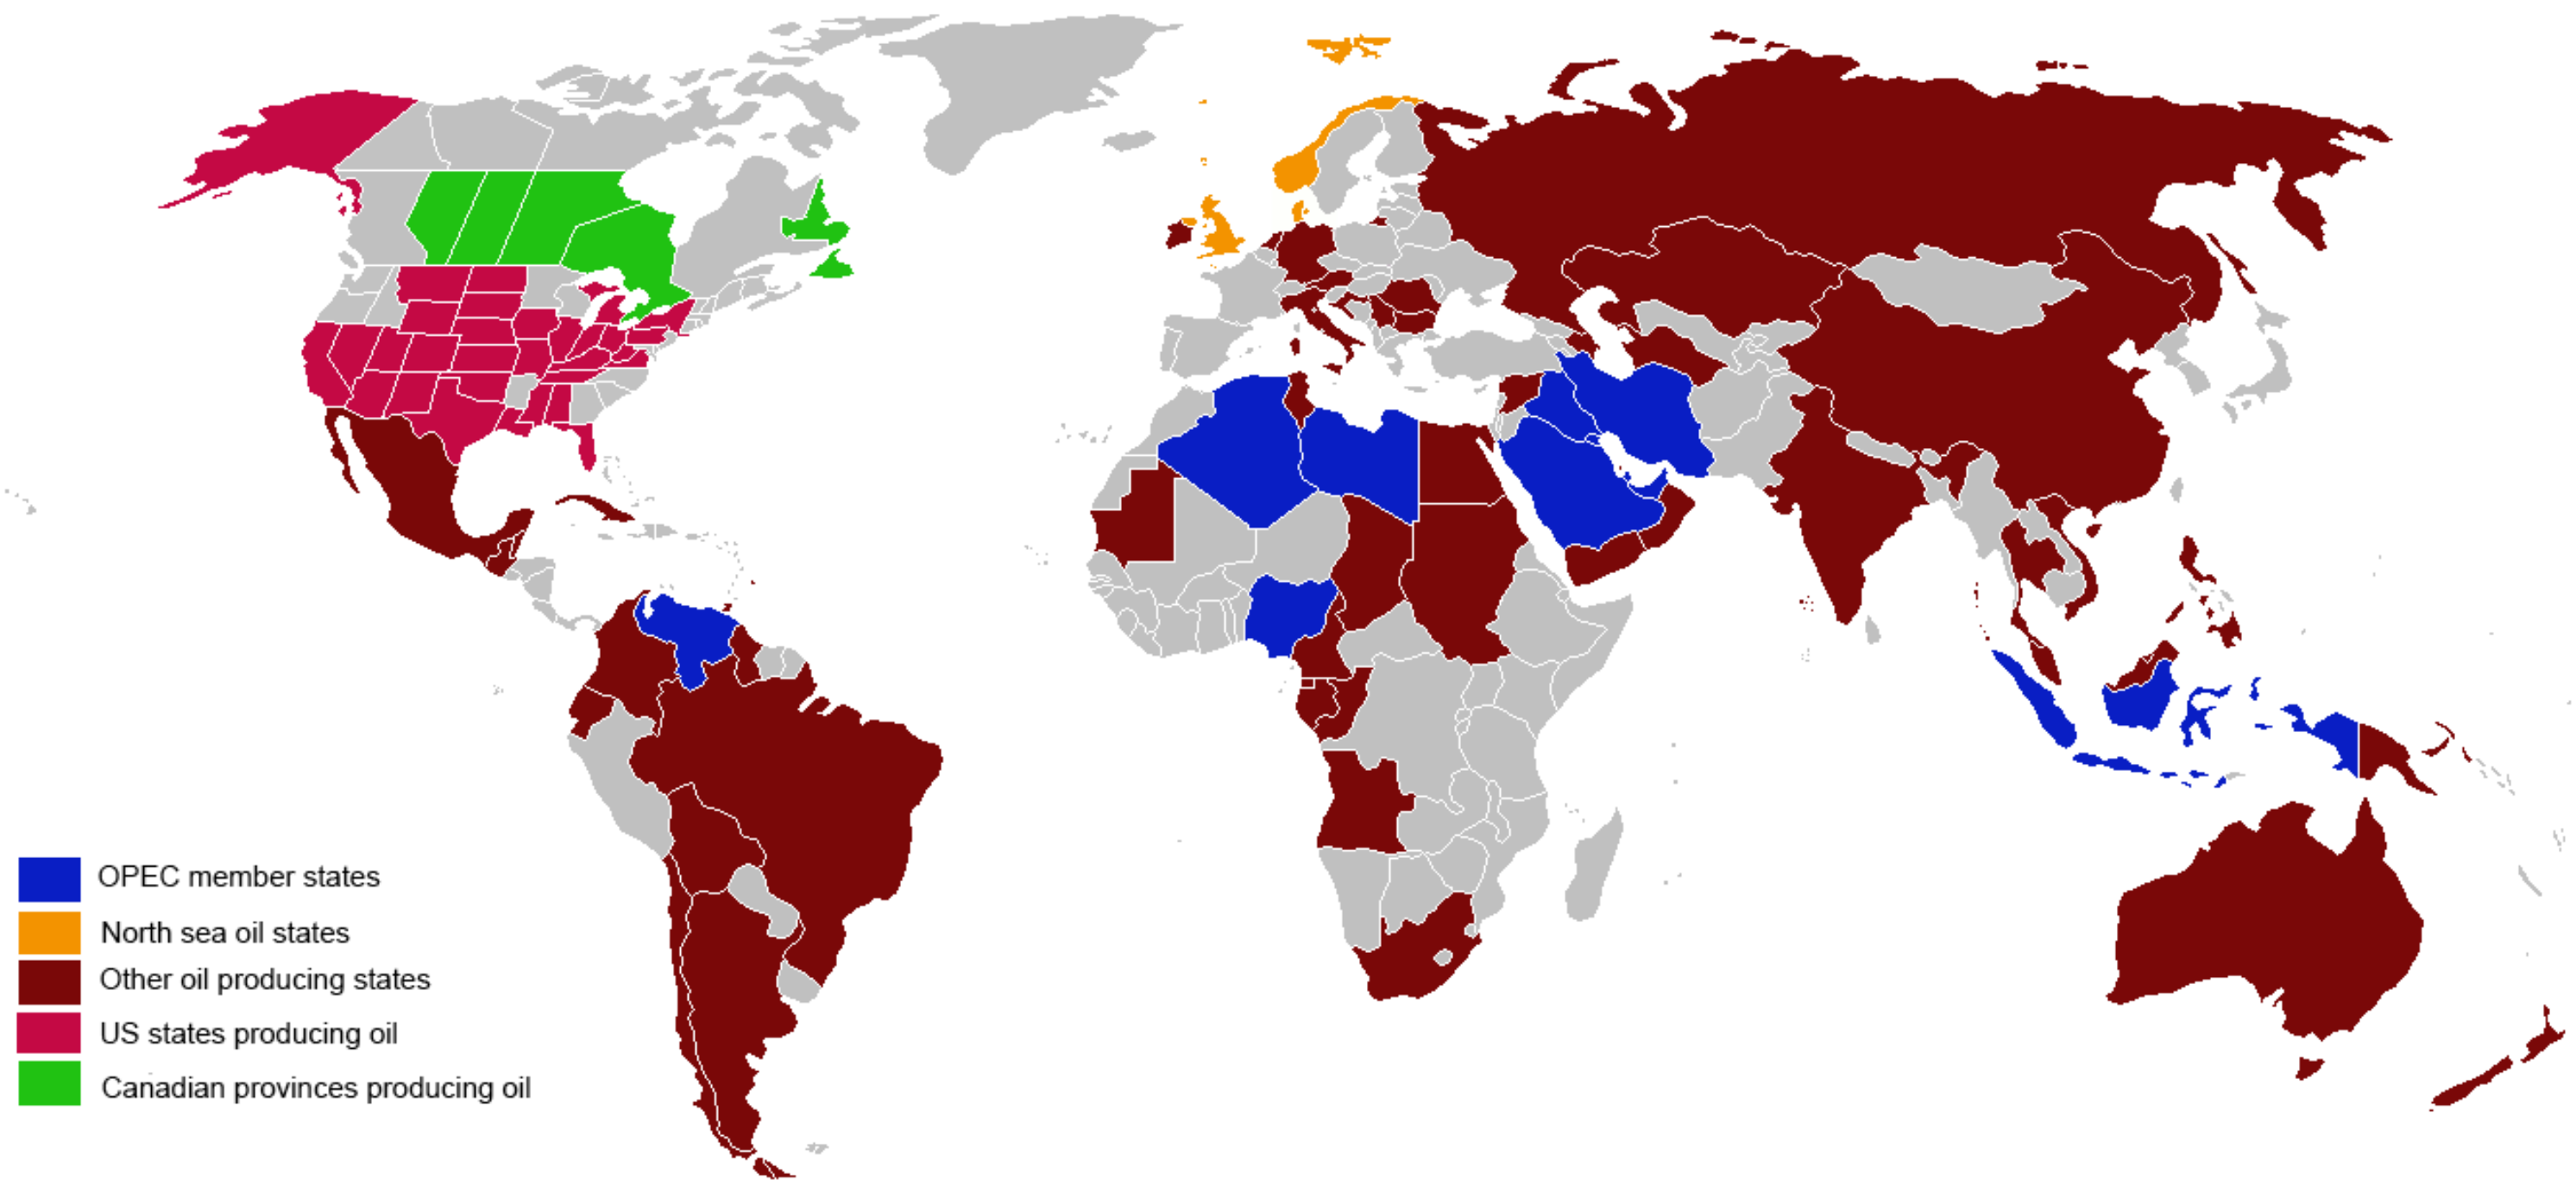 OPEC member states
North sea oil states
Other oil producing states
US states producing oil
Canadian provinces producing oil